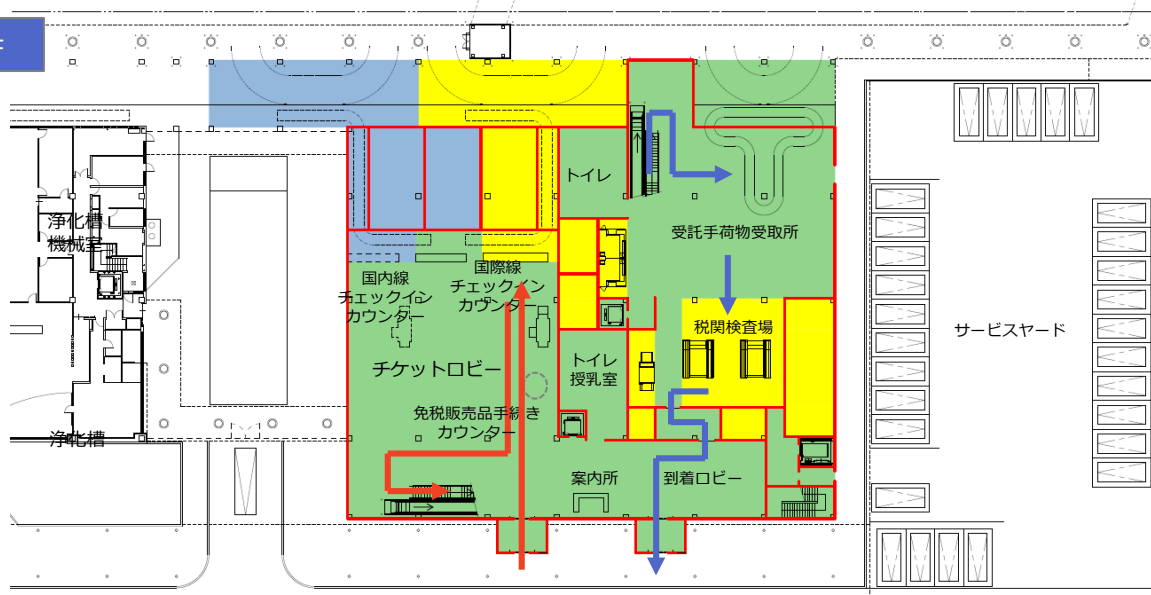 トイレ
受託手荷物受取所
浄化槽
機械室
国内線
チェックイン
カウンター
国際線
チェックイン
カウンター
税関検査場
サービスヤード
チケットロビー
トイレ
授乳室
免税販売品手続き
カウンター
浄化槽
案内所
到着ロビー